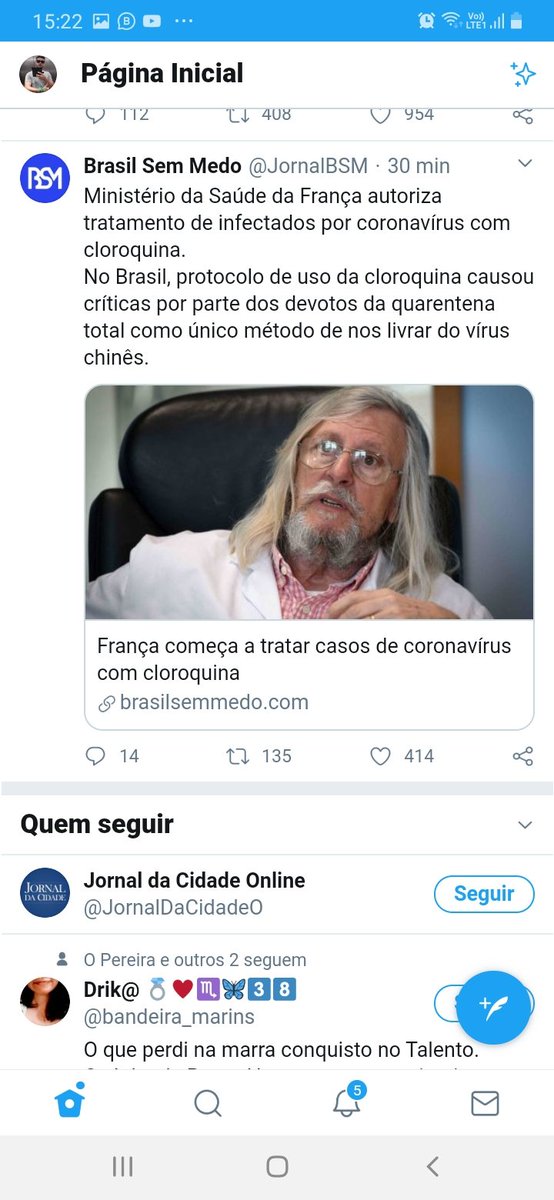 15:22
Vo))
LTE1
Página Inicial
112 408 954
BSM
Brasil Sem Medo @JornalBSM · 30 min
Ministério da Saúde da França autoriza
tratamento de infectados por coronavírus com
cloroquina.
No Brasil, protocolo de uso da cloroquina causou
críticas por parte dos devotos da quarentena
total como único método de nos livrar do vírus
chinês.
França começa a tratar casos de coronavírus
com cloroquina
brasilsemmedo.com
14 135 414
Quem seguir
JORNAL
DA CIDADE
Jornal da Cidade Online
@JornalDaCidadeO
Seguir
O Pereira e outros 2 seguem
Drik@ 💍❤️♏🦋3️⃣8️⃣
@bandeira_marins
O que perdi na marra conquisto no Talento.
5